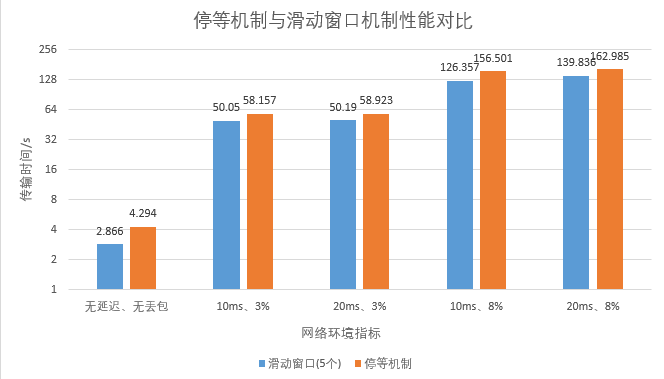 停等机制与滑动窗口机制性能对比
传输时间/s
256
128
64
32
16
8
4
2
1
2.866
4.294
50.05
58.157
50.19
58.923
126.357
156.501
139.836
162.985
无延迟、无丢包
10ms、3%
20ms、3%
10ms、8%
20ms、8%
网络环境指标
滑动窗口(5个)
停等机制